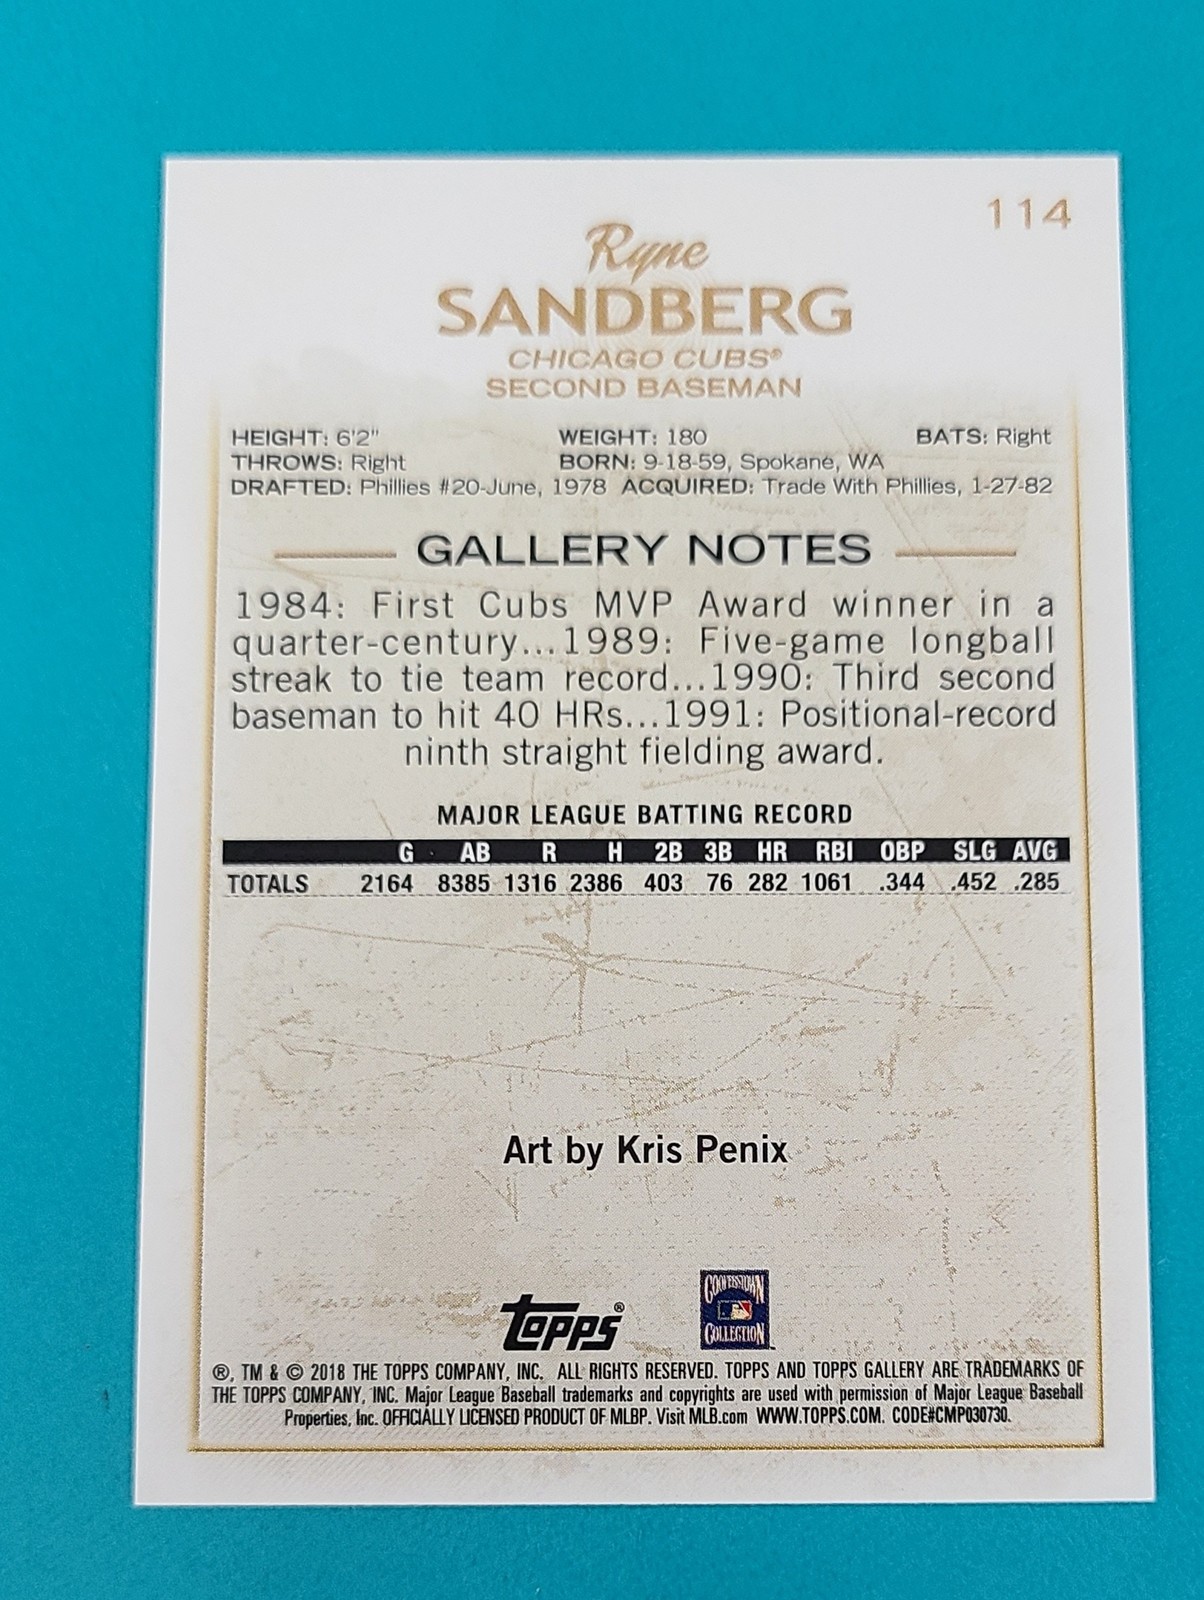 114
Ryne
SANDBERG
CHICAGO CUBS®
SECOND BASEMAN
HEIGHT: 6'2" WEIGHT: 180 BATS: Right
THROWS: Right BORN: 9-18-59, Spokane, WA
DRAFTED: Phillies #20-June, 1978 ACQUIRED: Trade With Phillies, 1-27-82
GALLERY NOTES
1984: First Cubs MVP Award winner in a
quarter-century...1989: Five-game longball
streak to tie team record...1990: Third second
baseman to hit 40 HRs...1991: Positional-record
ninth straight fielding award.
MAJOR LEAGUE BATTING RECORD
G AB R H 2B 3B HR RBI OBP SLG AVG
TOTALS 2164 8385 1316 2386 403 76 282 1061 .344 .452 .285
Art by Kris Penix
topps®
COOPERSTOWN
COLLECTION
®, TM & © 2018 THE TOPPS COMPANY, INC. ALL RIGHTS RESERVED. TOPPS AND TOPPS GALLERY ARE TRADEMARKS OF
THE TOPPS COMPANY, INC. Major League Baseball trademarks and copyrights are used with permission of Major League Baseball
Properties, Inc. OFFICIALLY LICENSED PRODUCT OF MLBP. Visit MLB.com WWW.TOPPS.COM. CODE#CMP030730.